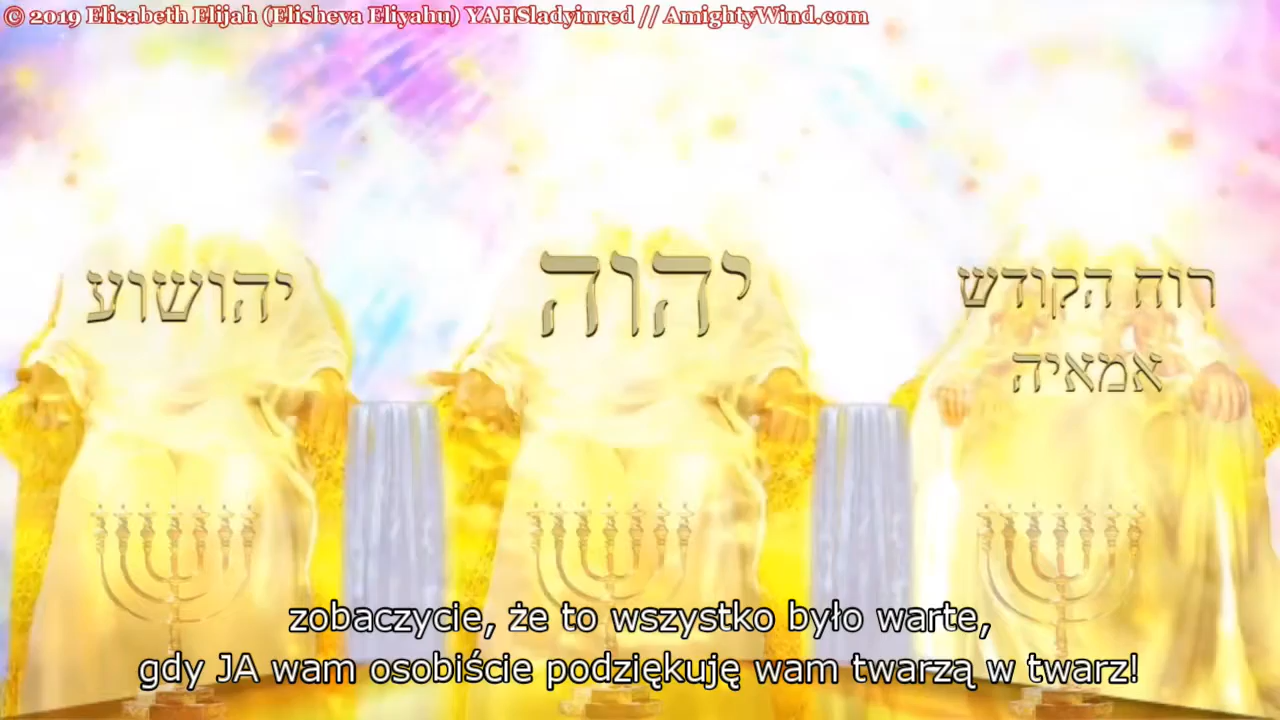 © 2019 Elisabeth Elijah (Elisheva Eliyahu) YAHSladyinred // AmightyWind.com
יהושוע
יהוה
רוח הקודש
אמאיה
zobaczycie, że to wszystko było warte,
gdy JA wam osobiście podziękuję wam twarzą w twarz!